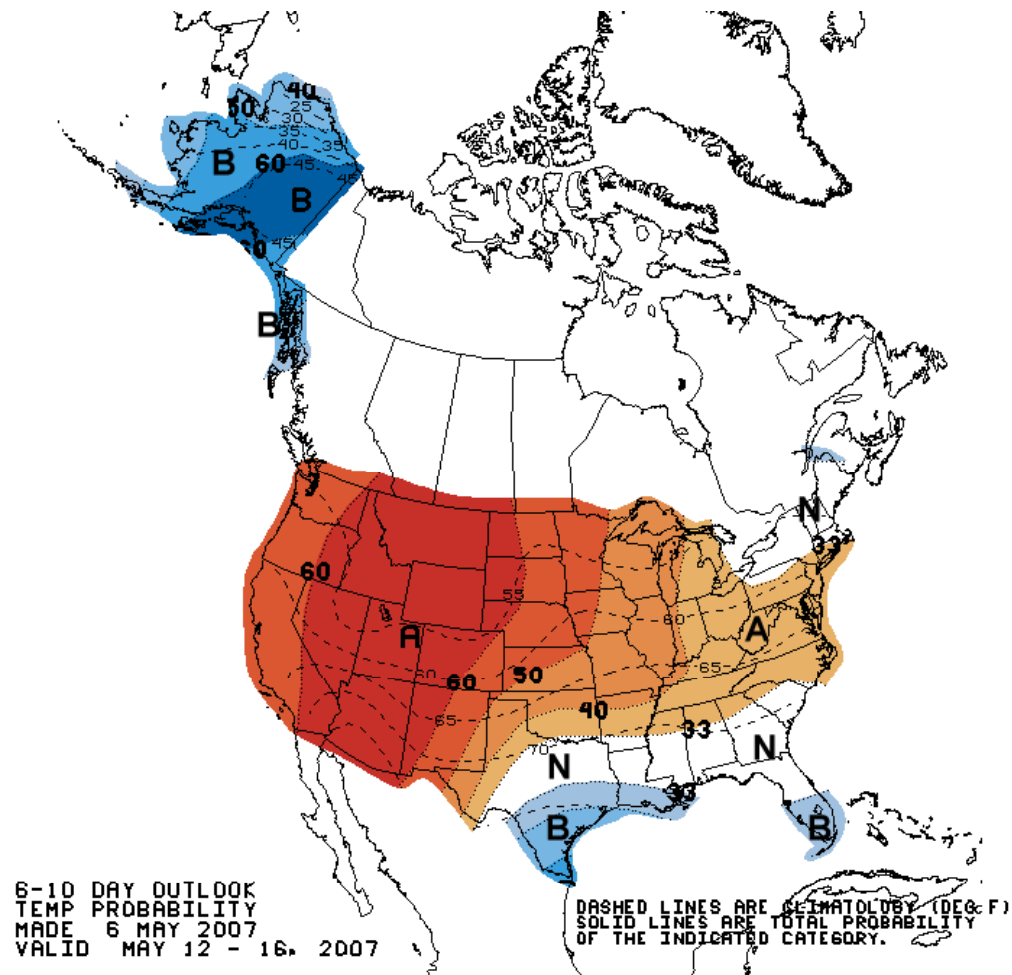 40
50
25
30
35
40
35
B
60
45
45
B
60
45
B
N
33
60
55
60
A
A
65
60
60
50
40
65
33
70
N
N
33
B
B
6-10 DAY OUTLOOK
TEMP PROBABILITY
MADE 6 MAY 2007
VALID MAY 12 - 16, 2007
DASHED LINES ARE CLIMATOLOGY (DEG F)
SOLID LINES ARE TOTAL PROBABILITY
OF THE INDICATED CATEGORY.